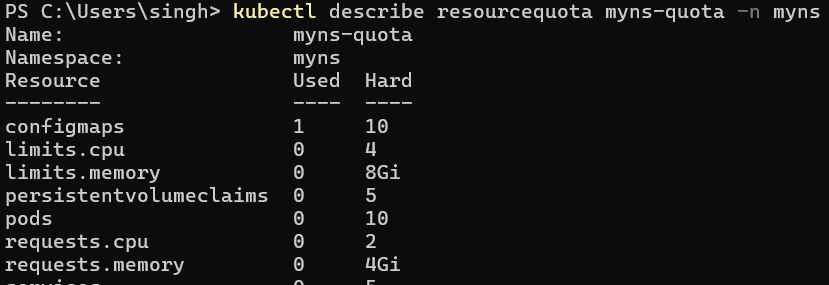 PS C:\Users\singh> kubectl describe resourcequota myns-quota -n myns
Name:                   myns-quota
Namespace:              myns
Resource                Used  Hard
--------                ----  ----
configmaps              1     10
limits.cpu              0     4
limits.memory           0     8Gi
persistentvolumeclaims  0     5
pods                    0     10
requests.cpu            0     2
requests.memory         0     4Gi